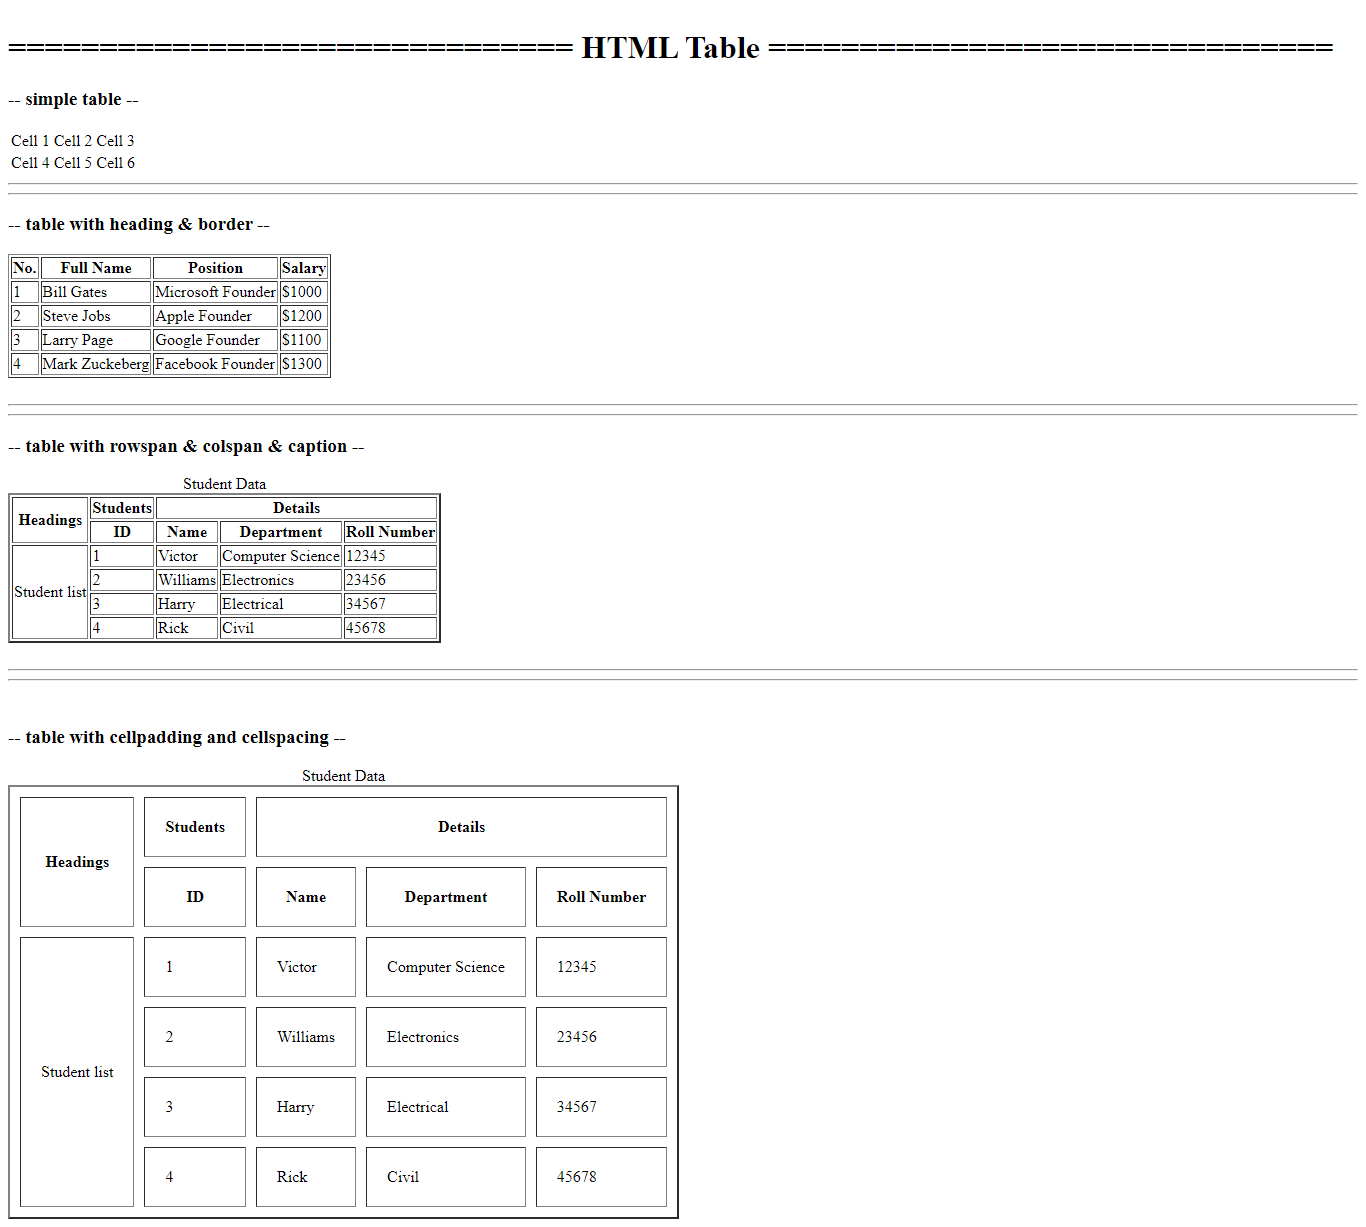 =============================== HTML Table ===============================
-- simple table --
Cell 1 Cell 2 Cell 3
Cell 4 Cell 5 Cell 6
-- table with heading & border --
No. Full Name Position Salary
1 Bill Gates Microsoft Founder $1000
2 Steve Jobs Apple Founder $1200
3 Larry Page Google Founder $1100
4 Mark Zuckeberg Facebook Founder $1300
-- table with rowspan & colspan & caption --
Student Data
Headings Students Details
ID Name Department Roll Number
Student list 1 Victor Computer Science 12345
2 Williams Electronics 23456
3 Harry Electrical 34567
4 Rick Civil 45678
-- table with cellpadding and cellspacing --
Student Data
Headings Students Details
ID Name Department Roll Number
Student list 1 Victor Computer Science 12345
2 Williams Electronics 23456
3 Harry Electrical 34567
4 Rick Civil 45678